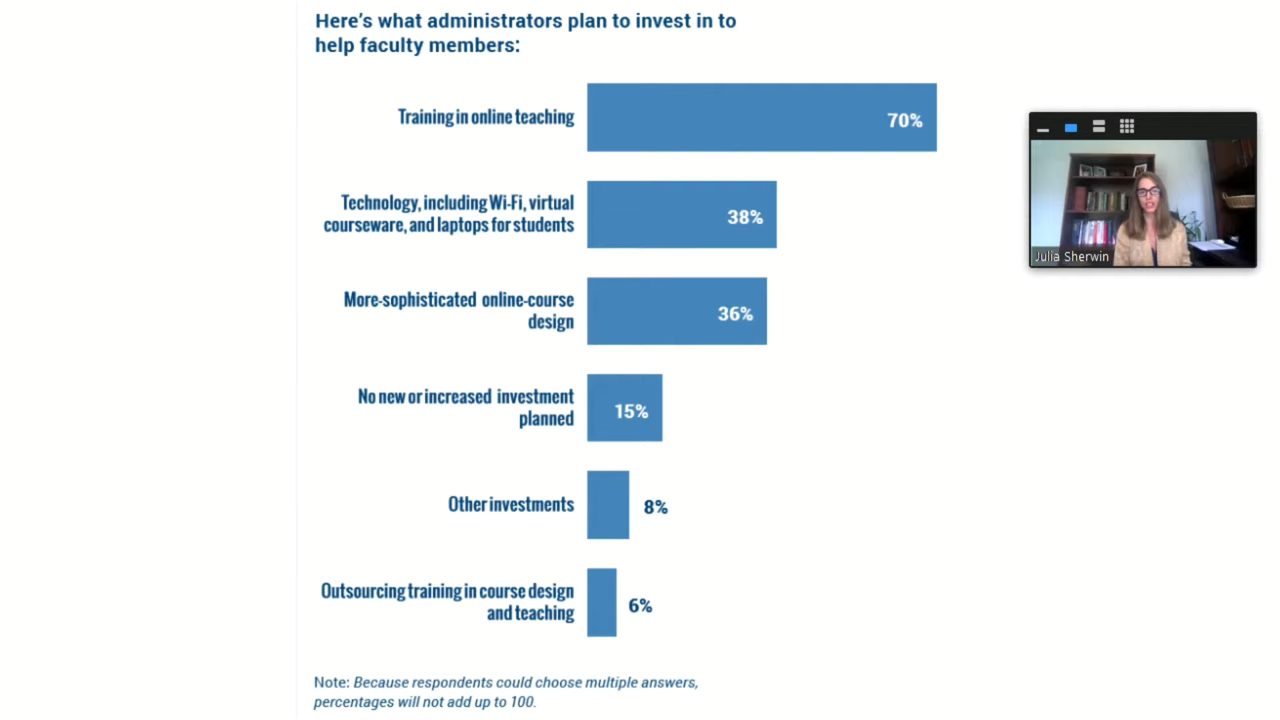 Here's what administrators plan to invest in to
help faculty members:
Training in online teaching
70%
Technology, including Wi-Fi, virtual
courseware, and laptops for students
38%
More-sophisticated online-course
design
36%
No new or increased investment
planned
15%
Other investments
8%
Outsourcing training in course design
and teaching
6%
Note: Because respondents could choose multiple answers,
percentages will not add up to 100.
Julia Sherwin